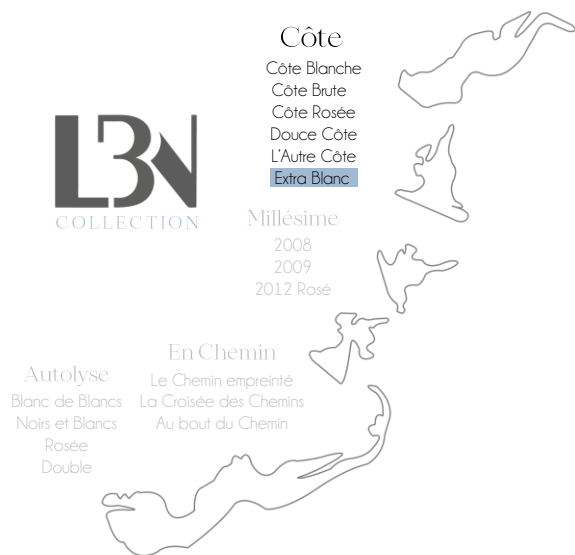 Côte
Côte Blanche
Côte Brute
Côte Rosée
Douce Côte
L'Autre Côte
Extra Blanc
LBN
COLLECTION
Millésime
2008
2009
2012 Rosé
En Chemin
Le Chemin empreinté
La Croisée des Chemins
Au bout du Chemin
Autolyse
Blanc de Blancs
Noirs et Blancs
Rosée
Double